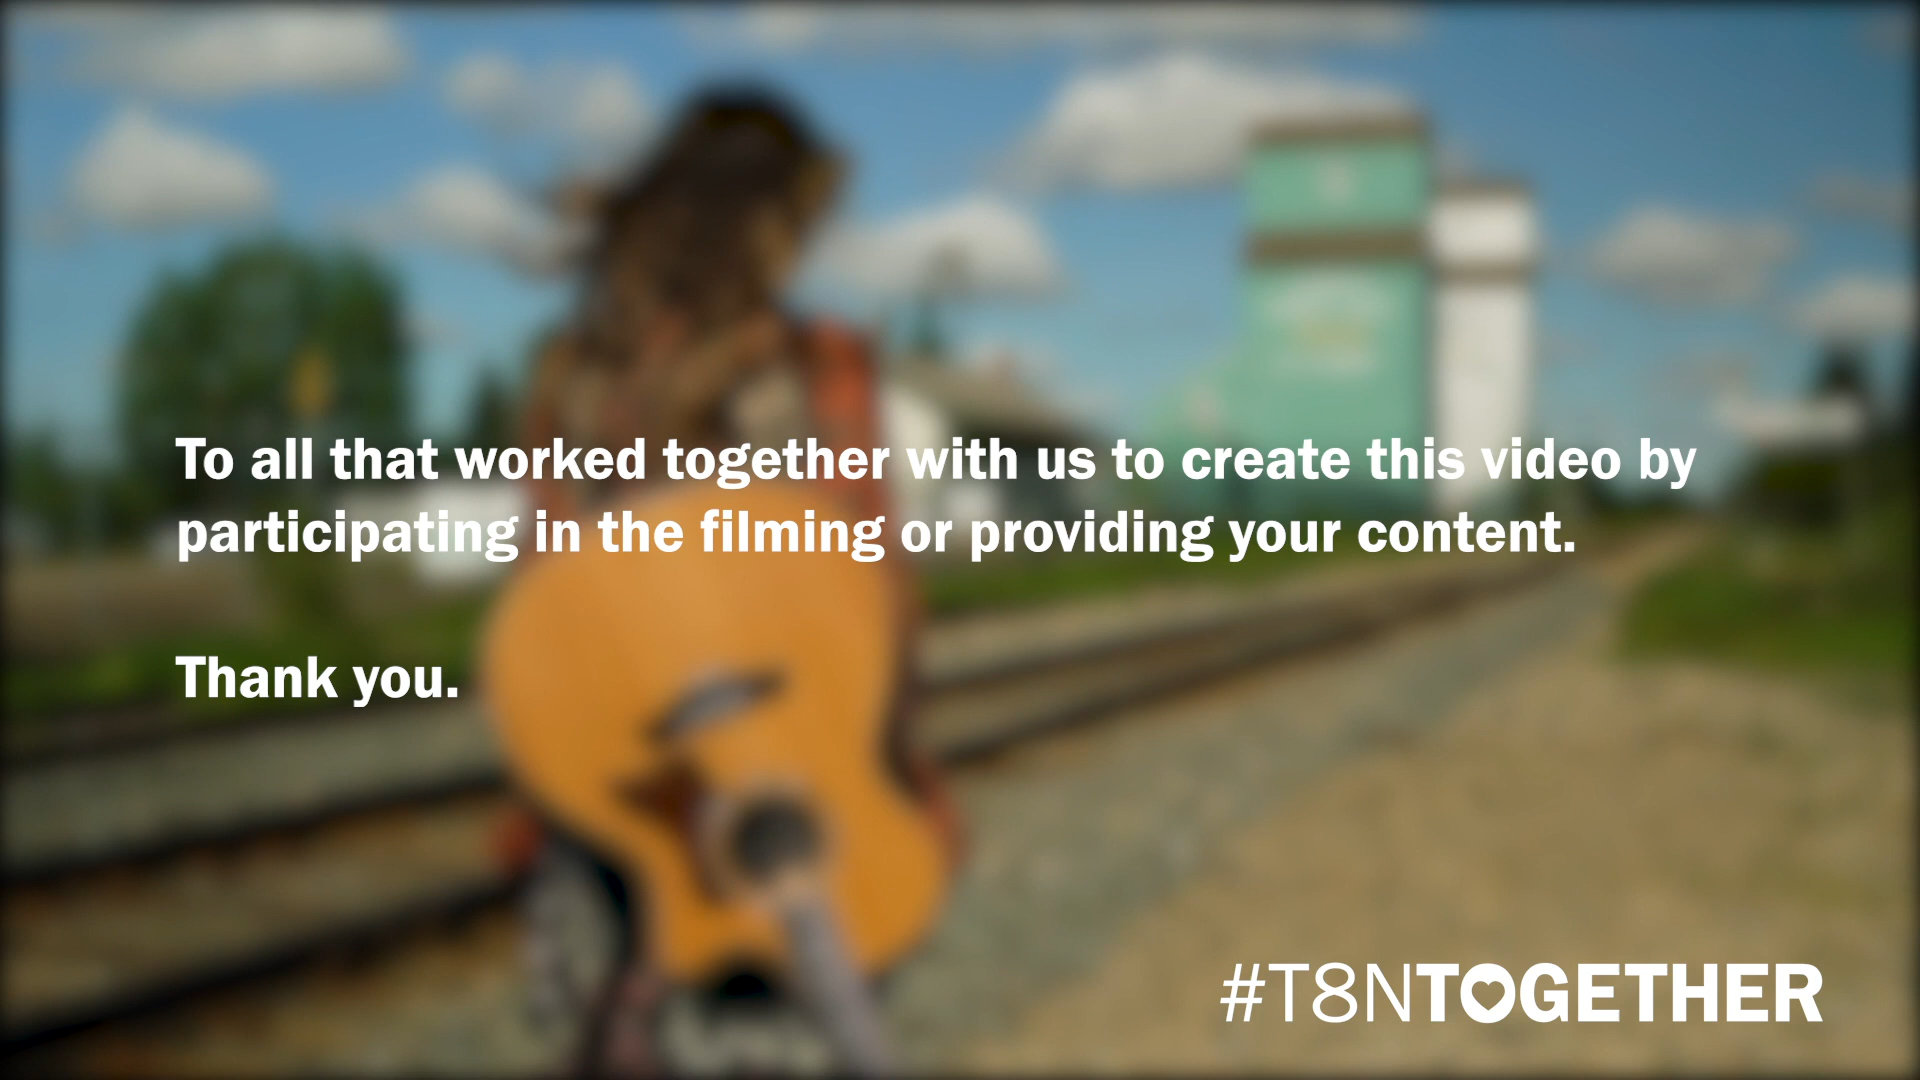 To all that worked together with us to create this video by
participating in the filming or providing your content.
Thank you.
#T8NTOGETHER